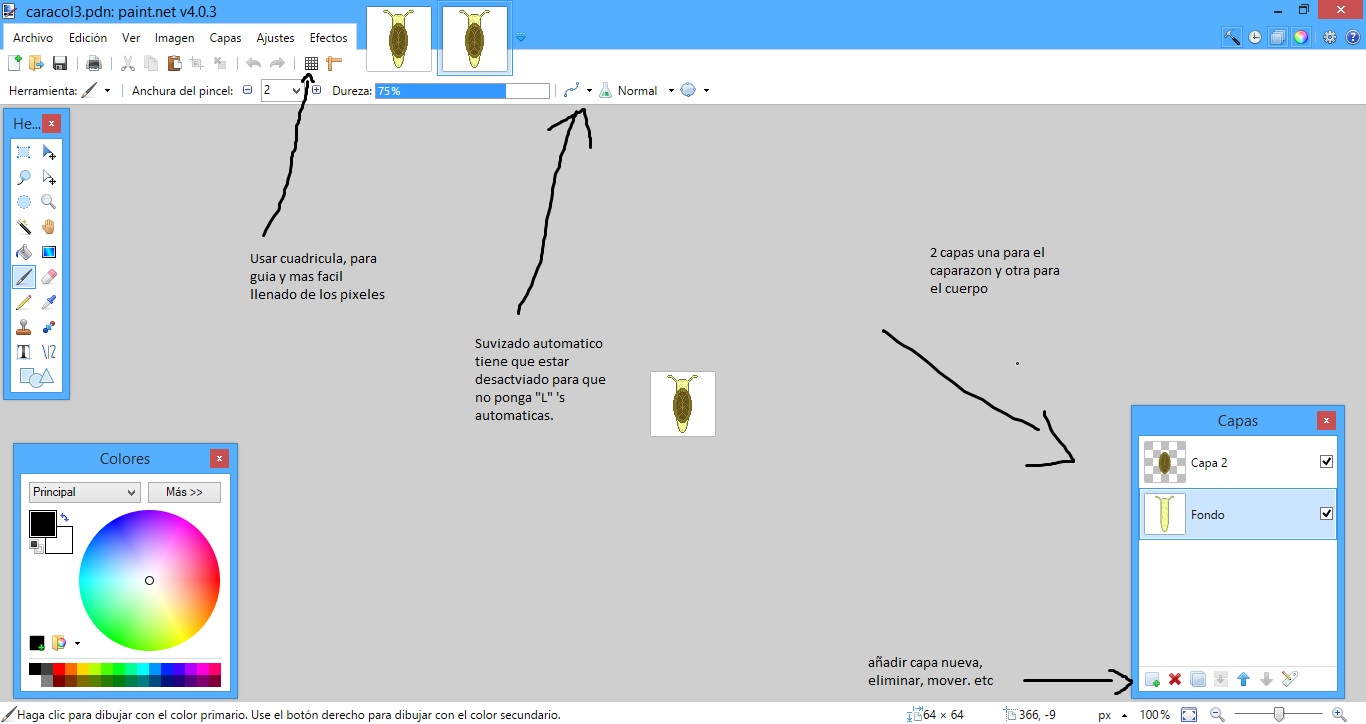 caracol3.pdn: paint.net v4.0.3
Archivo Edición Ver Imagen Capas Ajustes Efectos
Herramienta: Anchura del pincel: 2 Dureza: 75% Normal
He...
Usar cuadricula, para
guia y mas facil
llenado de los pixeles
Suvizado automatico
tiene que estar
desactviado para que
no ponga "L" 's
automaticas.
2 capas una para el
caparazon y otra para
el cuerpo
Capas
Capa 2
Fondo
Colores
Principal Más >>
añadir capa nueva,
eliminar, mover. etc
Haga clic para dibujar con el color primario. Use el botón derecho para dibujar con el color secundario. 64 × 64 366, -9 px 100%